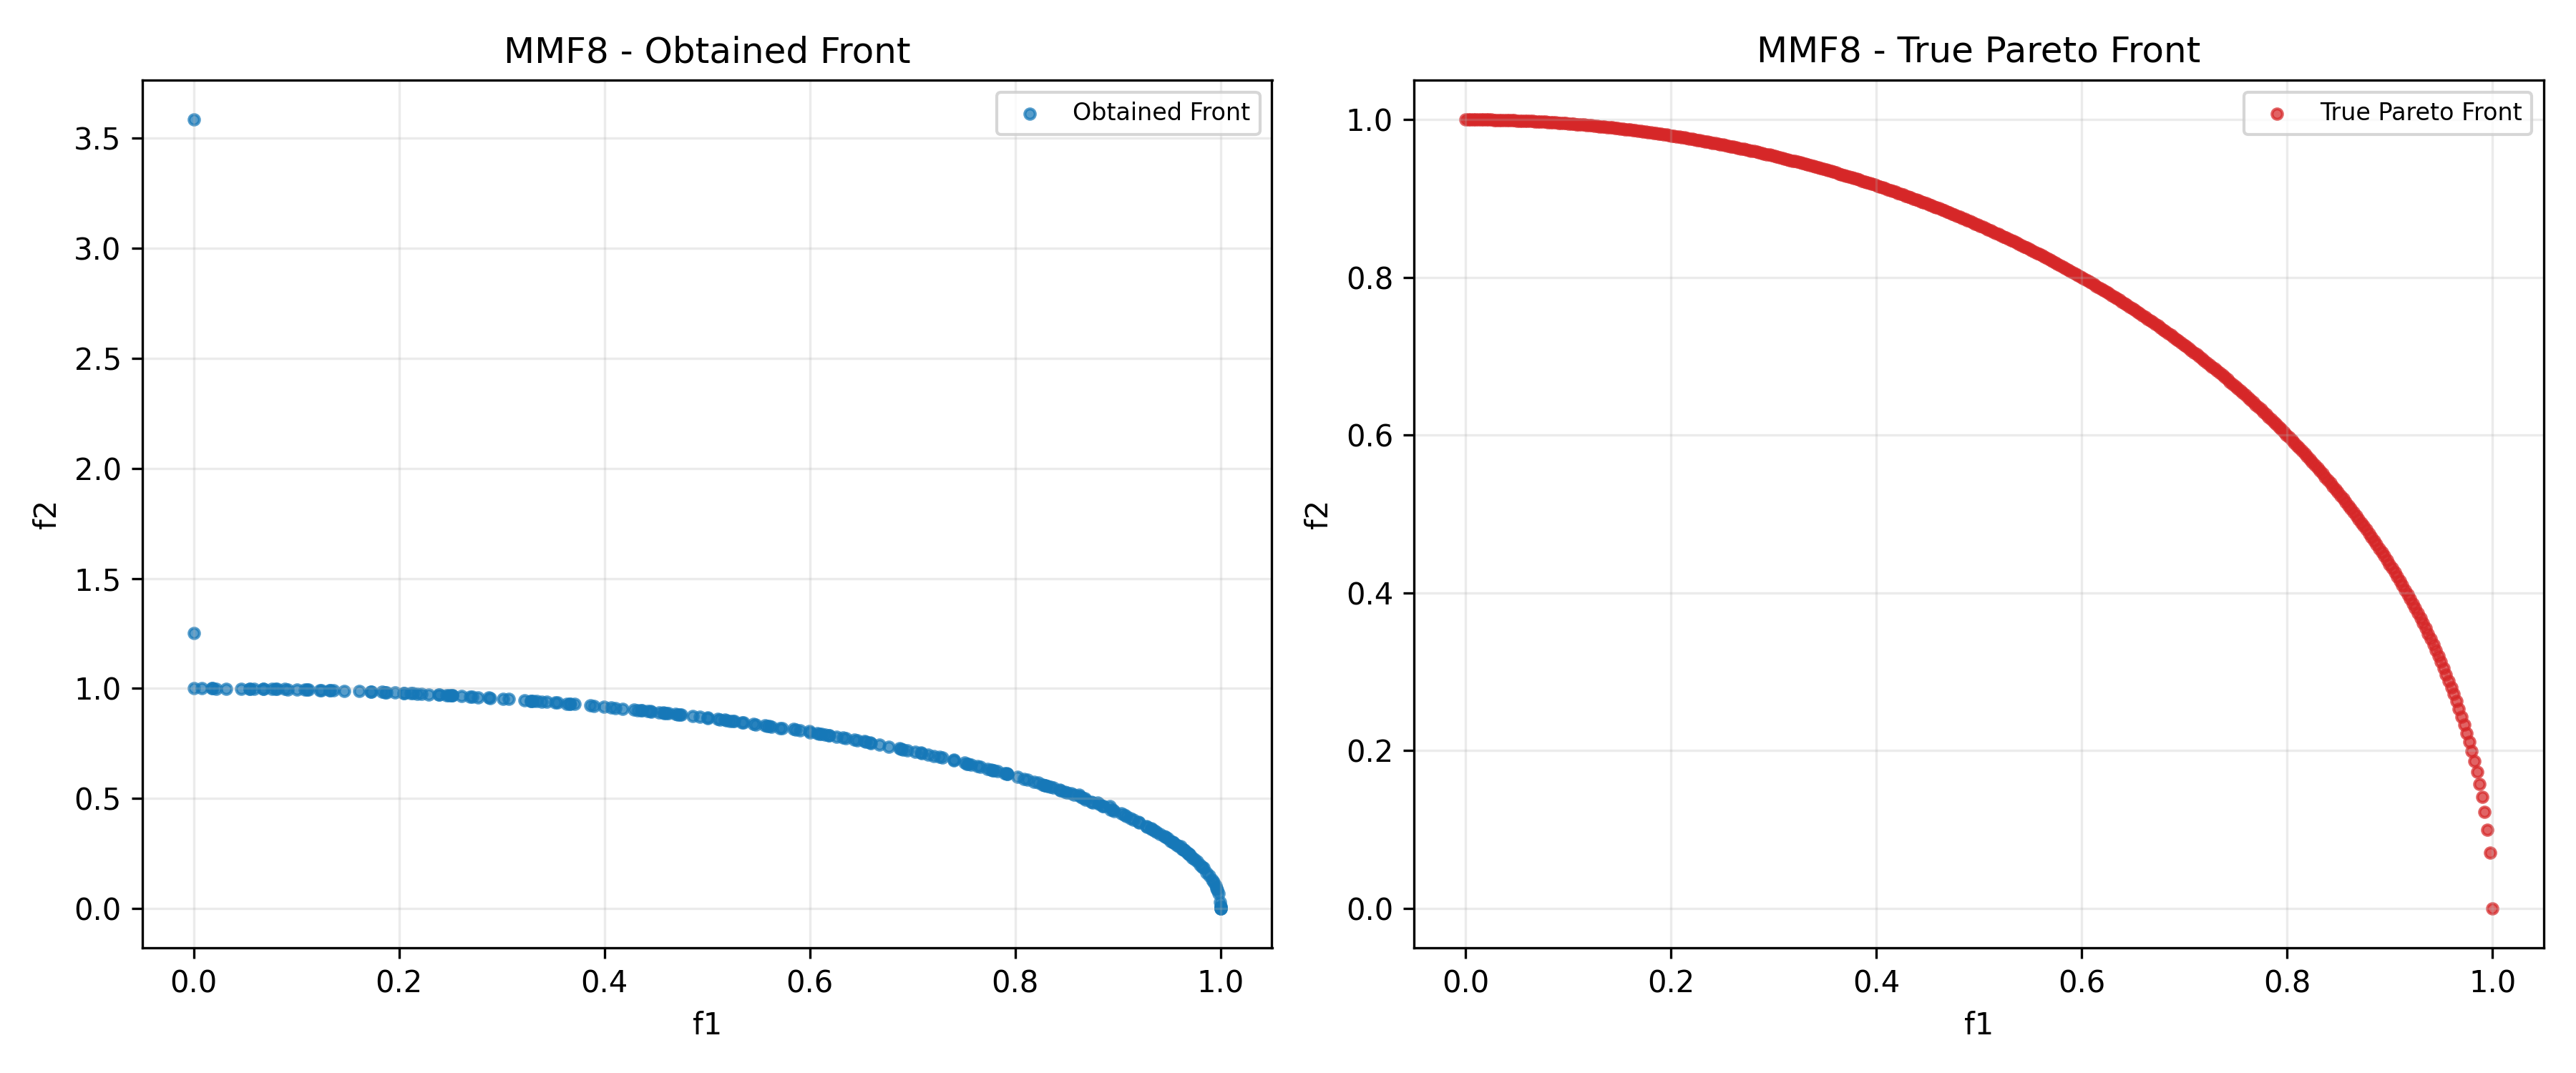 MMF8 - Obtained Front
Obtained Front
3.5
3.0
2.5
2.0
1.5
1.0
0.5
0.0
f2
0.0 0.2 0.4 0.6 0.8 1.0
f1
MMF8 - True Pareto Front
True Pareto Front
1.0
0.8
0.6
0.4
0.2
0.0
f2
0.0 0.2 0.4 0.6 0.8 1.0
f1